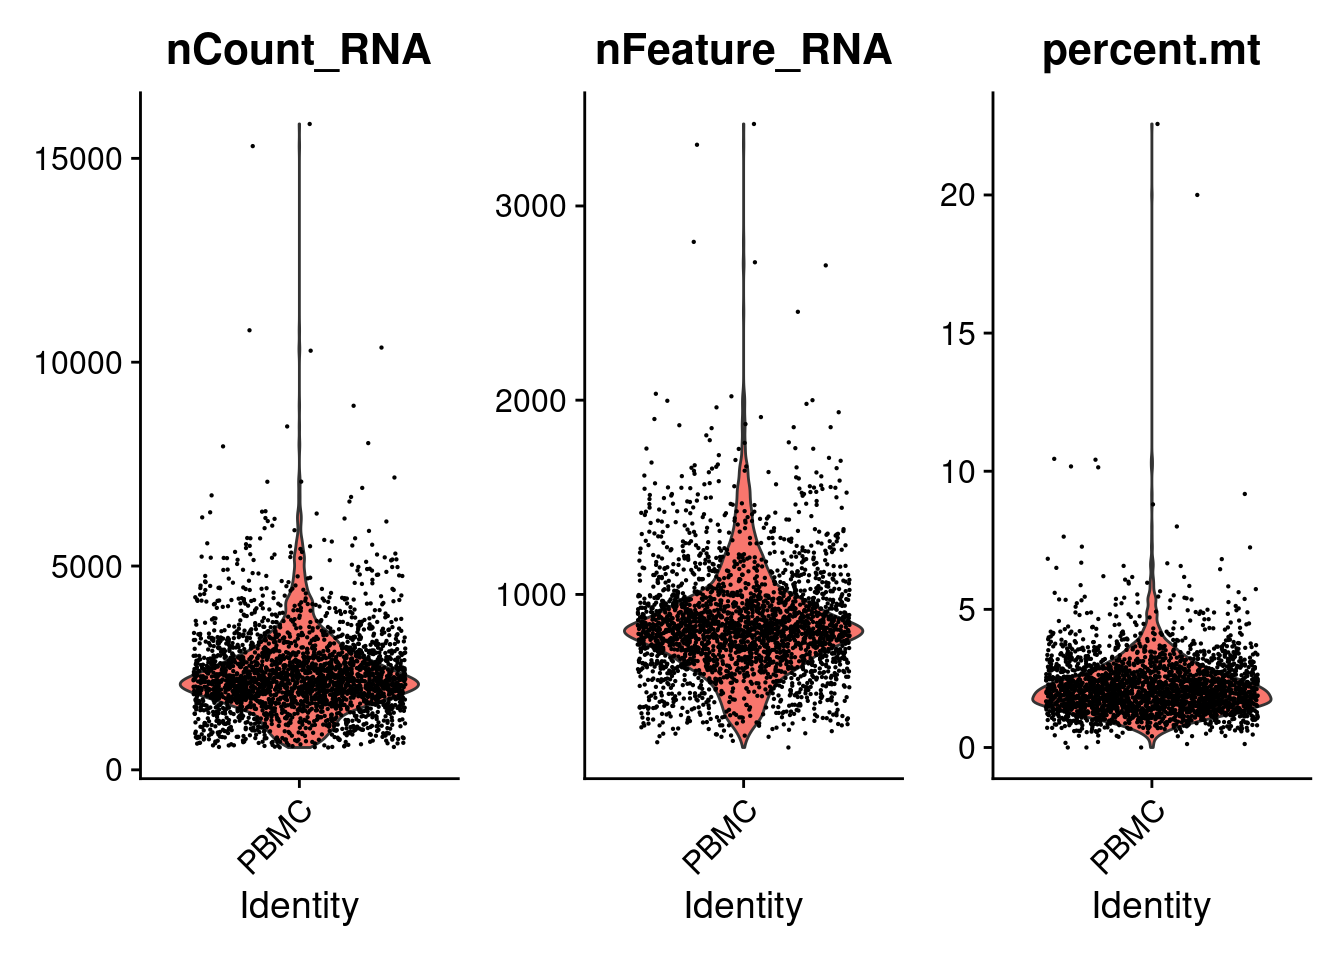 nCount_RNA
15000
10000
5000
0
PBMC
Identity
nFeature_RNA
3000
2000
1000
PBMC
Identity
percent.mt
20
15
10
5
0
PBMC
Identity